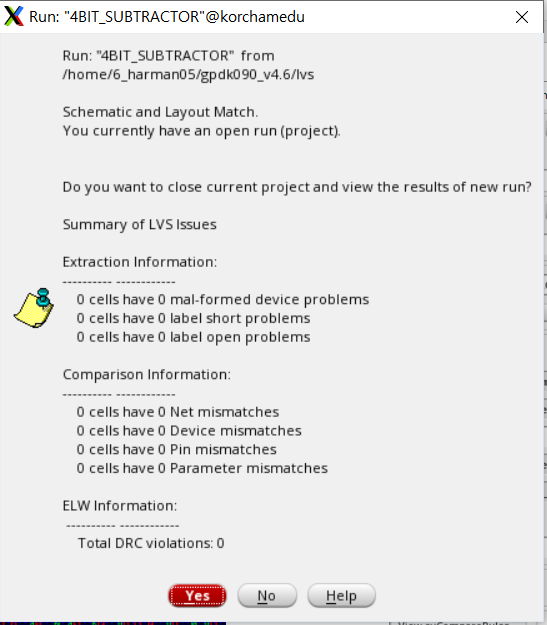 Run: "4BIT_SUBTRACTOR"@korchamedu
Run: "4BIT_SUBTRACTOR" from
/home/6_harman05/gpdk090_v4.6/lvs
Schematic and Layout Match.
You currently have an open run (project).
Do you want to close current project and view the results of new run?
Summary of LVS Issues
Extraction Information:
---------- ------------
0 cells have 0 mal-formed device problems
0 cells have 0 label short problems
0 cells have 0 label open problems
Comparison Information:
---------- ------------
0 cells have 0 Net mismatches
0 cells have 0 Device mismatches
0 cells have 0 Pin mismatches
0 cells have 0 Parameter mismatches
ELW Information:
---------- ------------
Total DRC violations: 0
Yes No Help